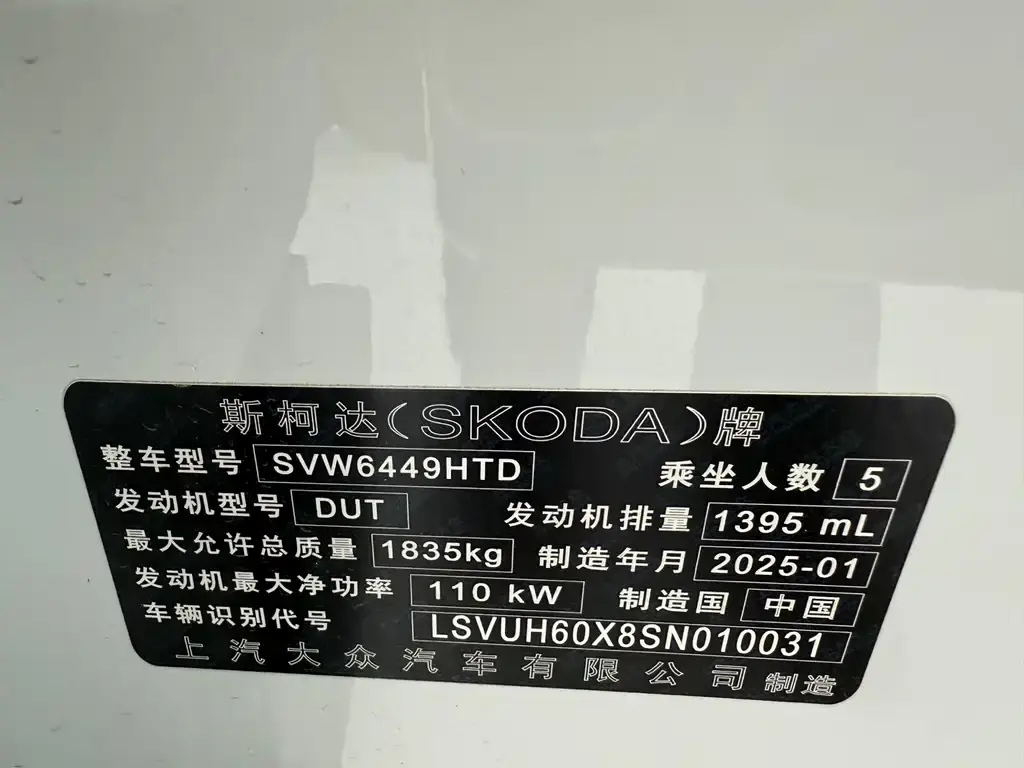 斯柯达(SKODA)牌
整车型号 SVW6449HTD 乘坐人数 5
发动机型号 DUT 发动机排量 1395 mL
最大允许总质量 1835kg 制造年月 2025-01
发动机最大净功率 110 kW 制造国 中国
车辆识别代号 LSVUH60X8SN010031
上汽大众汽车有限公司 制造